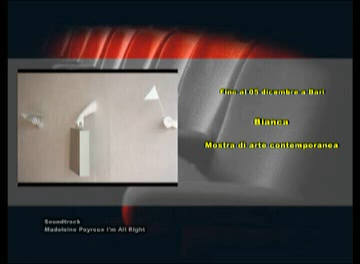 Fino al 05 dicembre a Bari
Bianca
Mostra di arte contemporanea
Soundtrack
Madeleine Peyroux I'm All Right